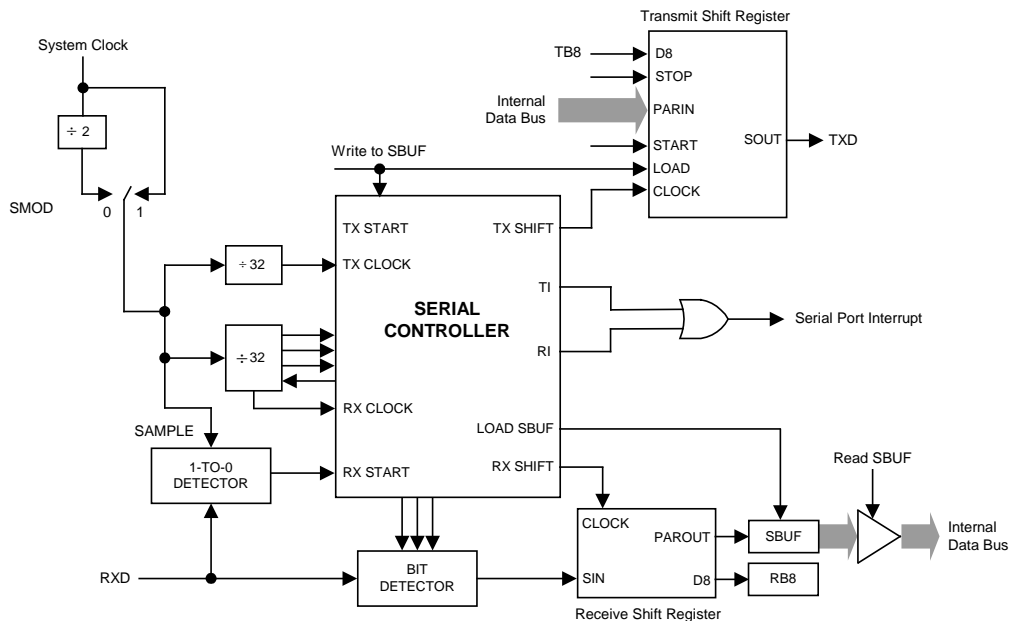 Transmit Shift Register
System Clock
TB8
D8
STOP
÷ 2
Internal
Data Bus
PARIN
SOUT
TXD
START
Write to SBUF
LOAD
CLOCK
SMOD
0
1
TX START
TX SHIFT
÷ 32
TX CLOCK
TI
SERIAL
CONTROLLER
Serial Port Interrupt
÷ 32
RI
RX CLOCK
SAMPLE
LOAD SBUF
1-TO-0
DETECTOR
RX START
RX SHIFT
Read SBUF
CLOCK
PAROUT
SBUF
Internal
Data Bus
RXD
BIT
DETECTOR
SIN
D8
RB8
Receive Shift Register